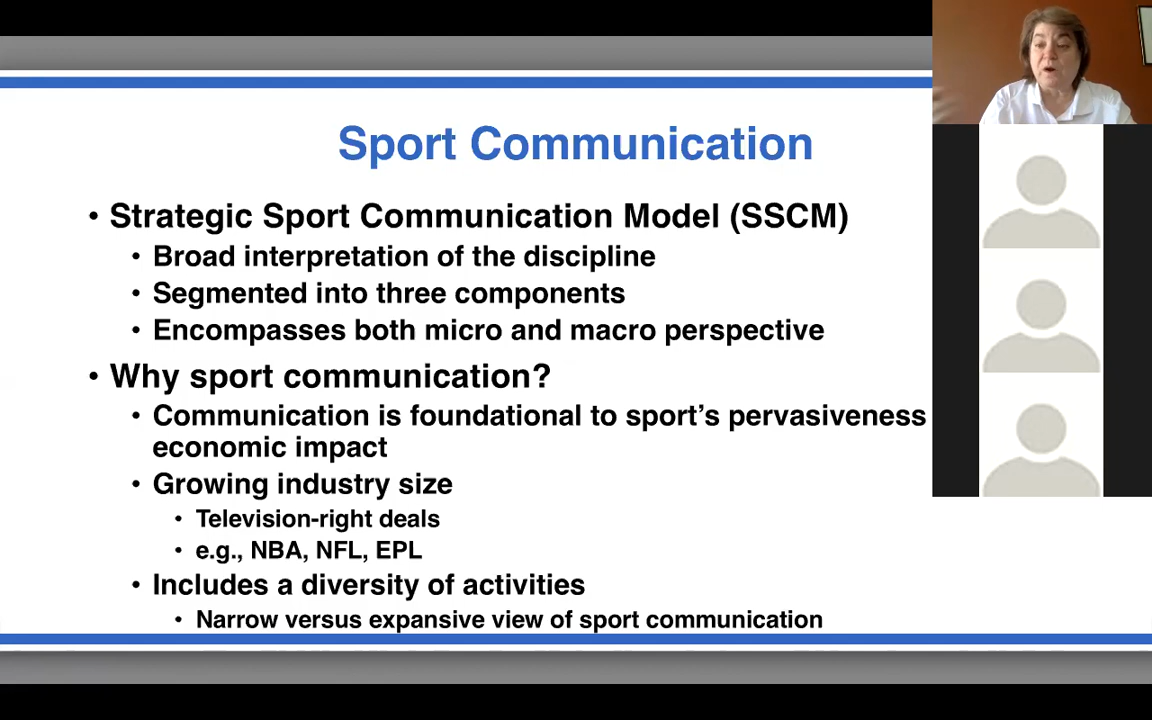 Sport Communication
• Strategic Sport Communication Model (SSCM)
• Broad interpretation of the discipline
• Segmented into three components
• Encompasses both micro and macro perspective
• Why sport communication?
• Communication is foundational to sport’s pervasiveness
economic impact
• Growing industry size
• Television-right deals
• e.g., NBA, NFL, EPL
• Includes a diversity of activities
• Narrow versus expansive view of sport communication